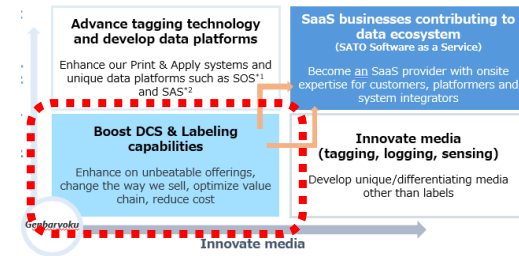 Advance tagging technology
and develop data platforms
Enhance our Print & Apply systems and
unique data platforms such as SOS*1
and SAS*2
SaaS businesses contributing to
data ecosystem
(SATO Software as a Service)
Become an SaaS provider with onsite
expertise for customers, platformers and
system integrators
Boost DCS & Labeling
capabilities
Enhance on unbeatable offerings,
change the way we sell, optimize value
chain, reduce cost
Innovate media
(tagging, logging, sensing)
Develop unique/differentiating media
other than labels
Genbaryoku
Innovate media